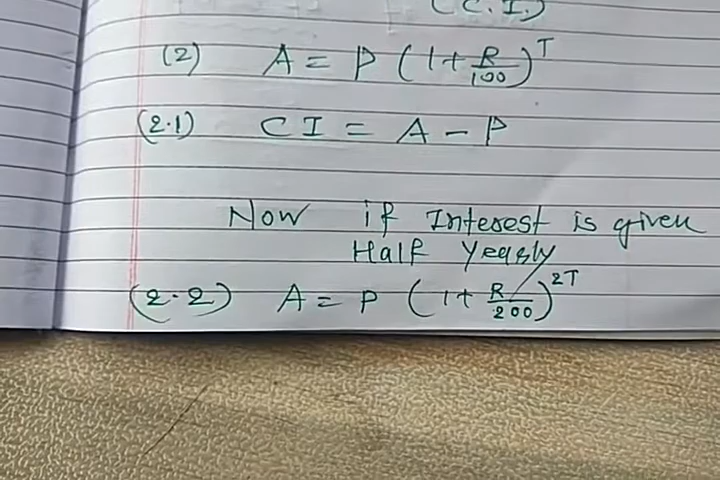 (C.I.)
(2) A = P (1 + R/100)^T
(2.1) CI = A - P
Now if Interest is given
Half Yearly
(2.2) A = P (1 + R/200)^2T